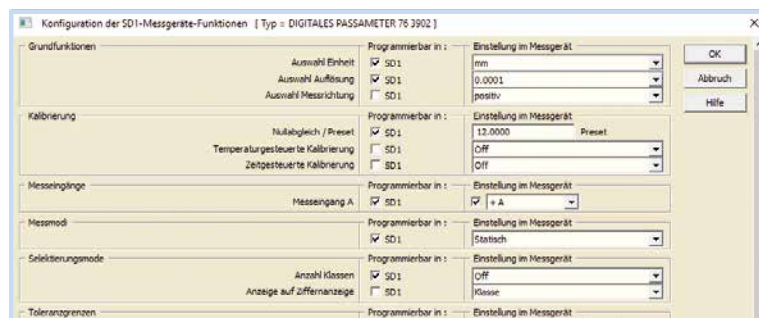 Konfiguration der SD1-Messgeräte-Funktionen [ Typ = DIGITALES PASSAMETER 76 3902 ]
Grundfunktionen Programmierbar in : Einstellung im Messgerät
Auswahl Einheit SD1 mm
Auswahl Auflösung SD1 0.0001
Auswahl Messrichtung SD1 positiv
OK
Abbruch
Hilfe
Kalibrierung Programmierbar in : Einstellung im Messgerät
Nullabgleich / Preset SD1 12.0000 Preset
Temperaturgesteuerte Kalibrierung SD1 Off
Zeitgesteuerte Kalibrierung SD1 Off
Messeingänge Programmierbar in : Einstellung im Messgerät
Messeingang A SD1 + A
Messmodi Programmierbar in : Einstellung im Messgerät
SD1 Statisch
Selektierungsmode Programmierbar in : Einstellung im Messgerät
Anzahl Klassen SD1 Off
Anzeige auf Ziffernanzeige SD1 Klasse
Toleranzgrenzen Programmierbar in : Einstellung im Messgerät